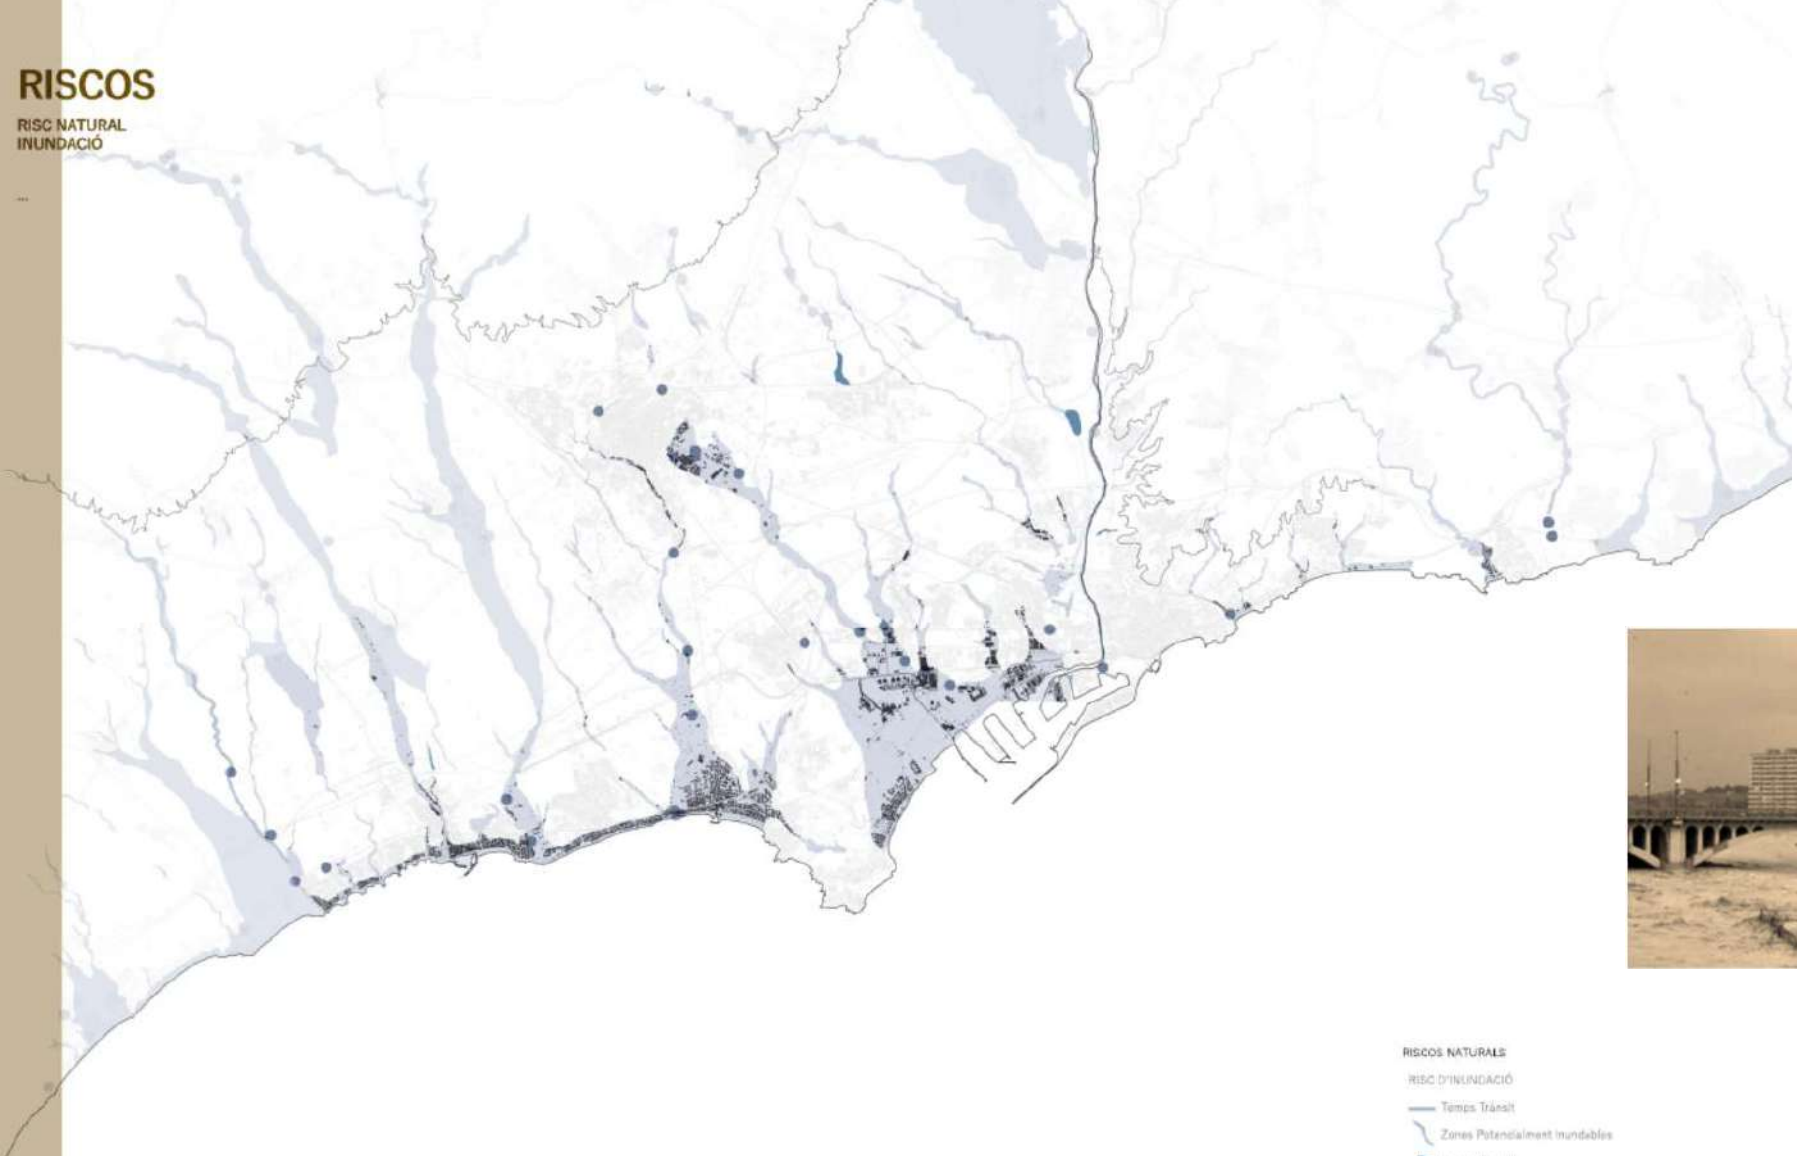 RISCOS
RISC NATURAL
INUNDACIÓ
...
RISCOS NATURALS
RISC D'INUNDACIÓ
Temps Trànsit
Zones Potencialment Inundables